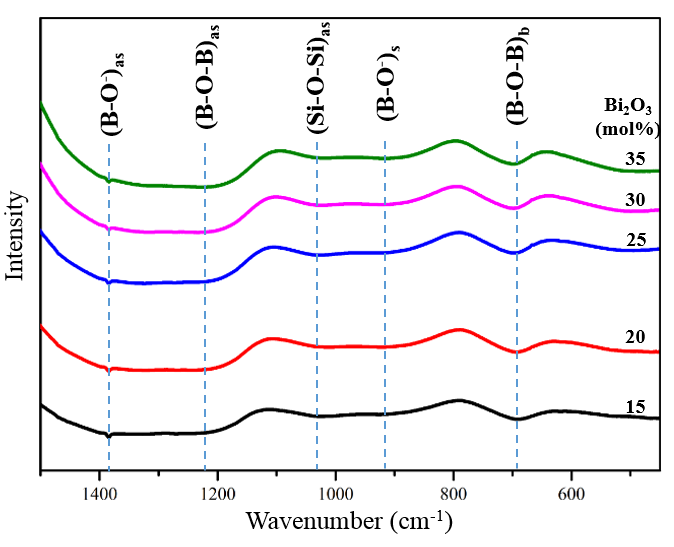 (B-O⁻)as
(B-O-B)as
(Si-O-Si)as
(B-O⁻)s
(B-O-B)b
Bi₂O₃
(mol%)
35
30
25
20
15
Intensity
1400 1200 1000 800 600
Wavenumber (cm⁻¹)